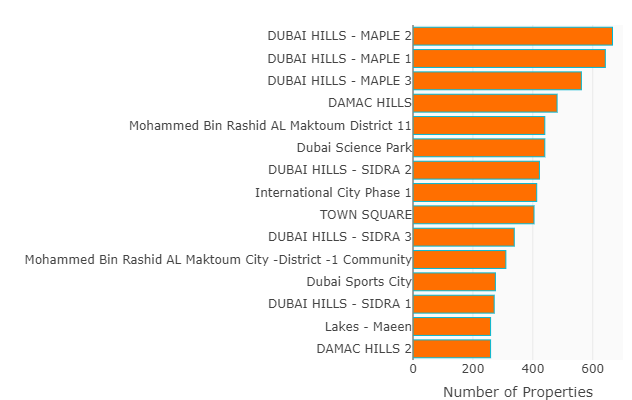 DUBAI HILLS - MAPLE 2
DUBAI HILLS - MAPLE 1
DUBAI HILLS - MAPLE 3
DAMAC HILLS
Mohammed Bin Rashid AL Maktoum District 11
Dubai Science Park
DUBAI HILLS - SIDRA 2
International City Phase 1
TOWN SQUARE
DUBAI HILLS - SIDRA 3
Mohammed Bin Rashid AL Maktoum City -District -1 Community
Dubai Sports City
DUBAI HILLS - SIDRA 1
Lakes - Maeen
DAMAC HILLS 2
0 200 400 600
Number of Properties